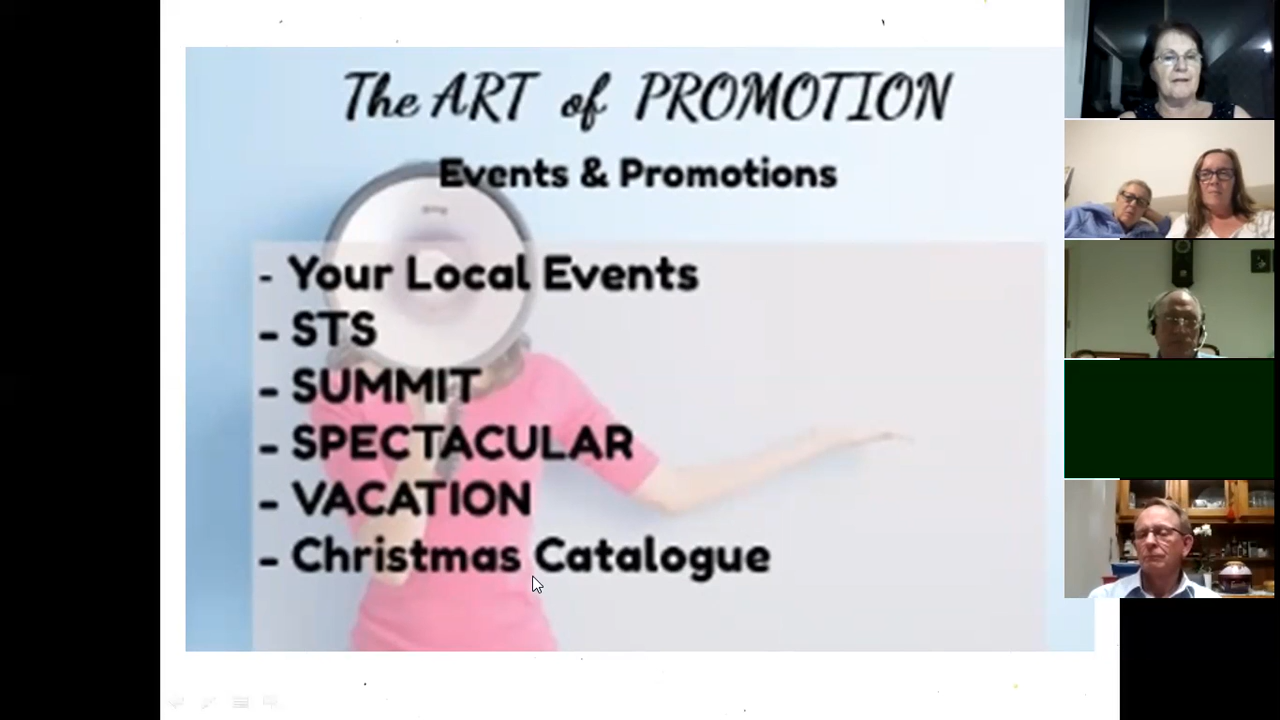 The ART of PROMOTION
Events & Promotions
- Your Local Events
- STS
- SUMMIT
- SPECTACULAR
- VACATION
- Christmas Catalogue